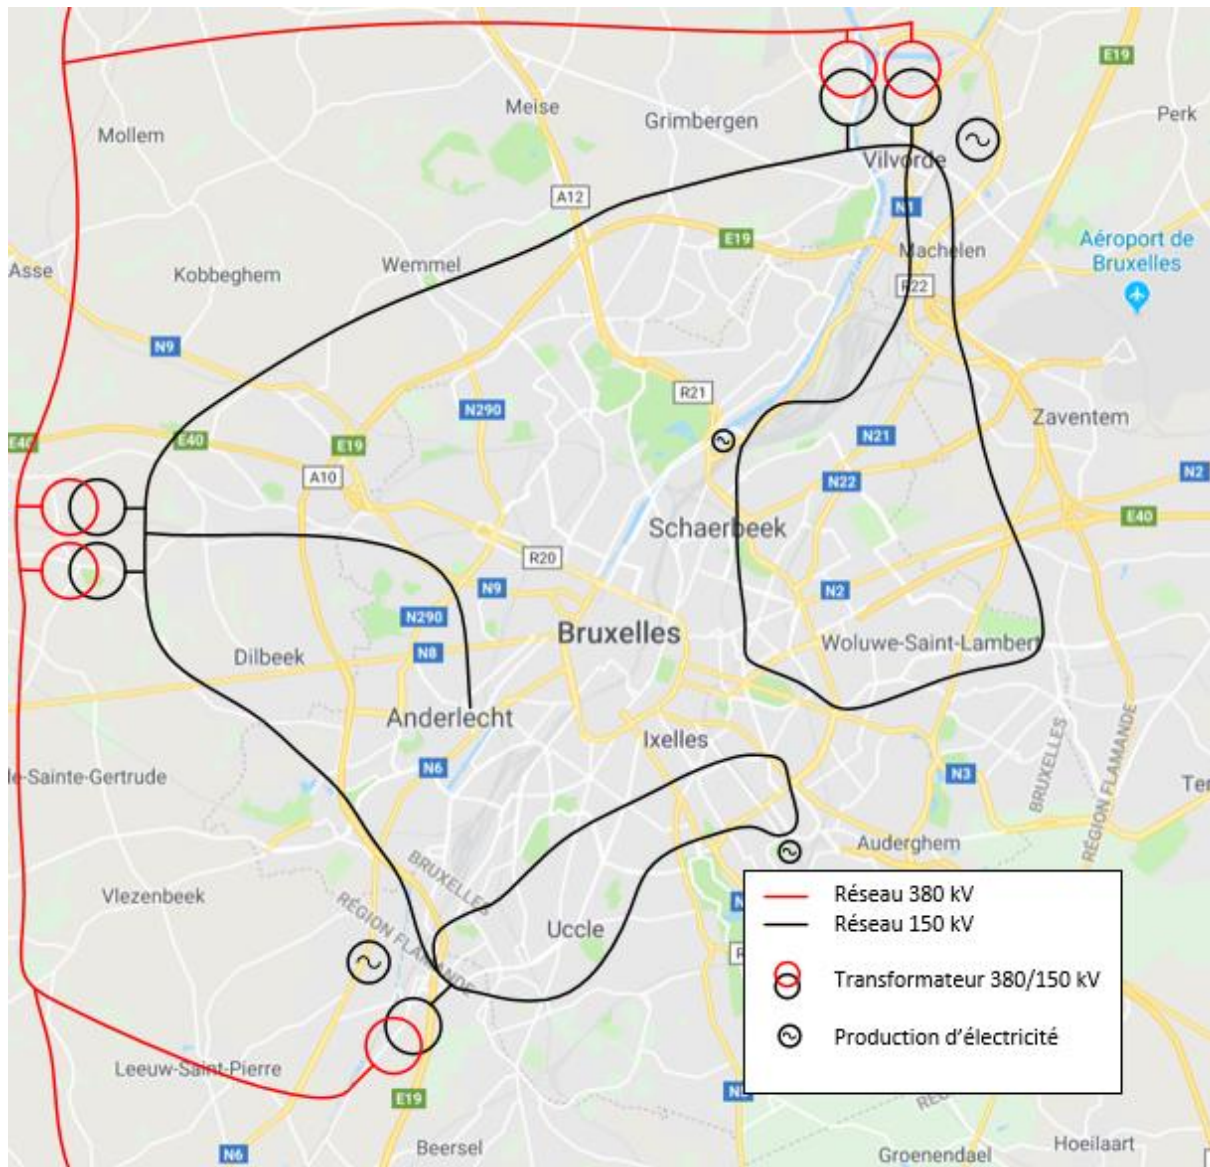 E19
Meise
Perk
Grimbergen
Mollem
Vilvorde
A12
N1
E19
Machelen
Aéroport de
Bruxelles
Asse
Kobbeghem
Wemmel
R22
N9
R21
N290
Zaventem
E40
E40
E19
N21
A10
N22
N2
E40
Schaerbeek
R20
N9
N2
N290
Bruxelles
N8
Woluwe-Saint-Lambert
Dilbeek
Anderlecht
Ixelles
N6
N3
BRUXELLES
RÉGION FLAMANDE
le-Sainte-Gertrude
Ter
Auderghem
BRUXELLES
RÉGION FLAMANDE
Vlezenbeek
Uccle
Réseau 380 kV
Réseau 150 kV
Transformateur 380/150 kV
Production d'électricité
Leeuw-Saint-Pierre
E19
Beersel
N6
Hoeilaart
Groenendael